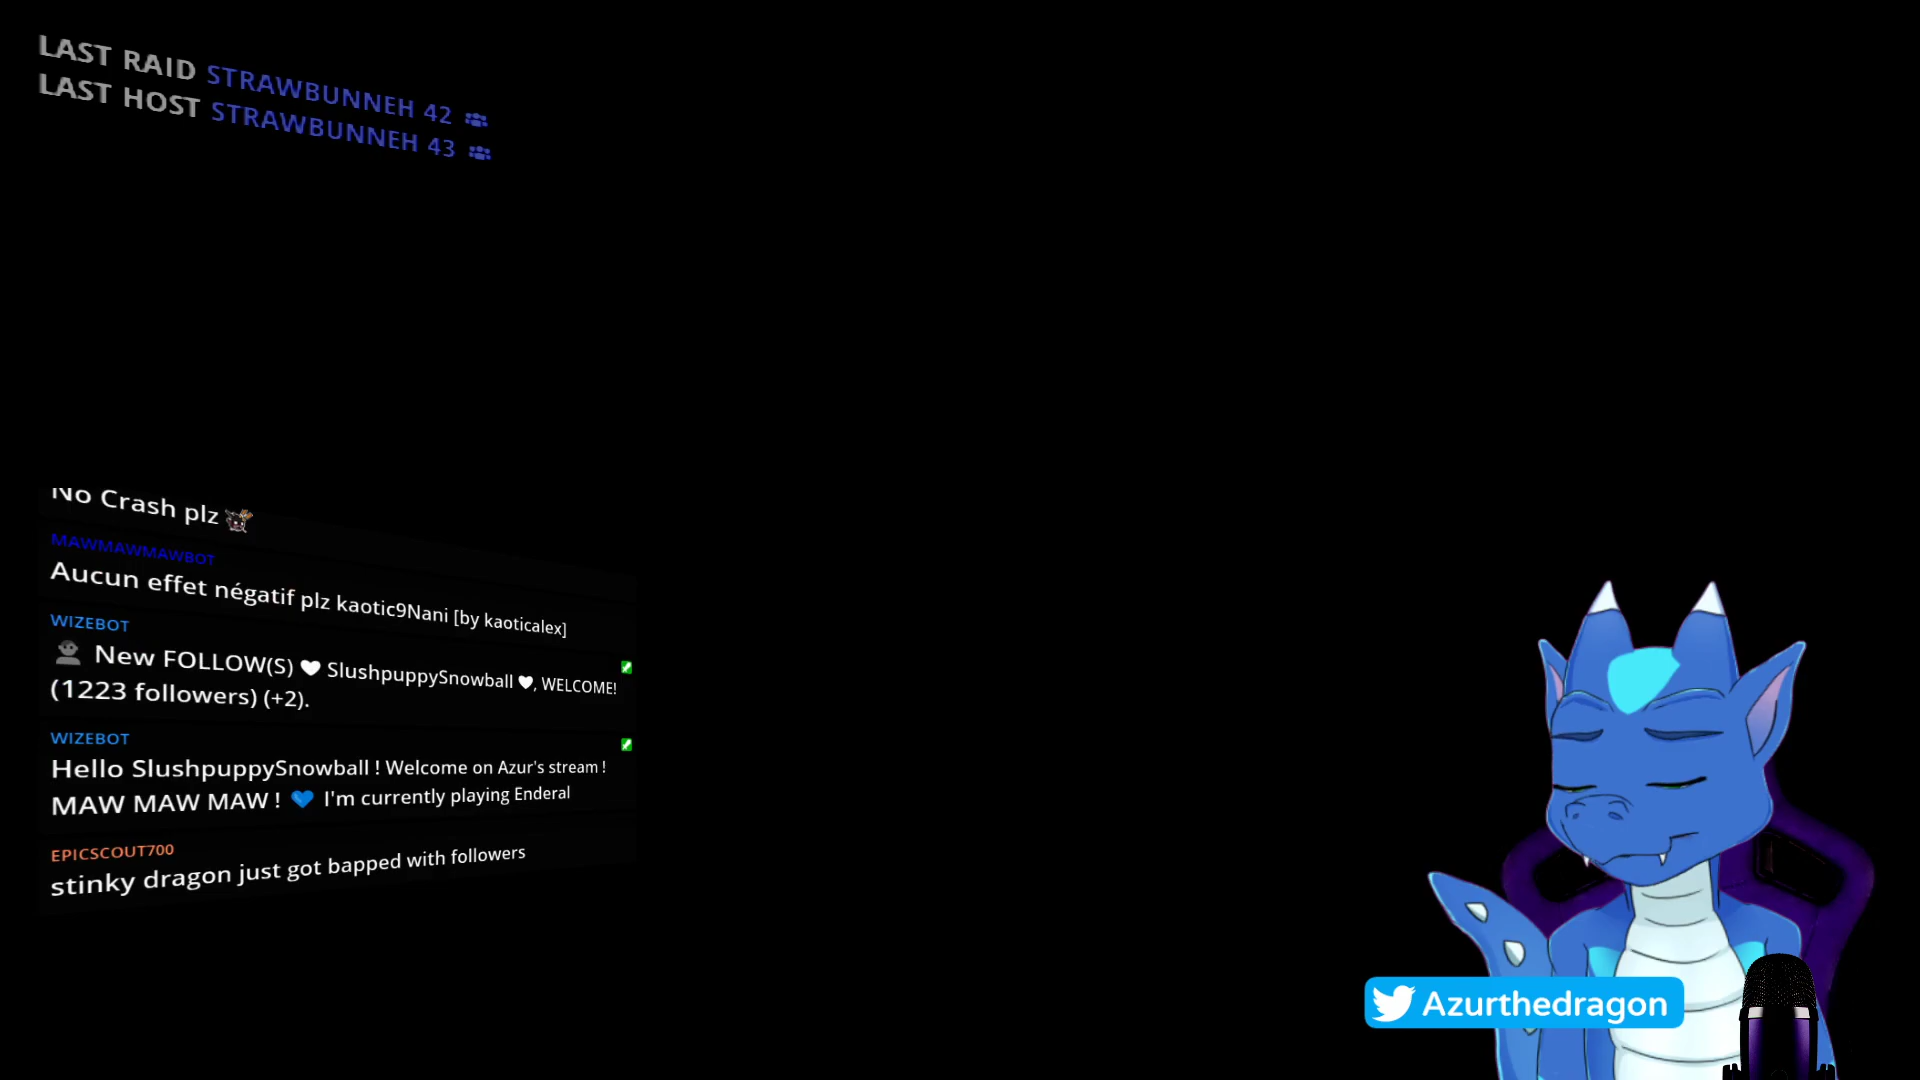 LAST RAID STRAWBUNNEH 42
LAST HOST STRAWBUNNEH 43
No Crash plz
MAWMAWMAWBOT
Aucun effet négatif plz kaotic9Nani [by kaoticalex]
WIZEBOT
New FOLLOW(S) 🤍 SlushpuppySnowball 🤍, WELCOME!
(1223 followers) (+2).
WIZEBOT
Hello SlushpuppySnowball ! Welcome on Azur's stream !
MAW MAW MAW ! 💙 I'm currently playing Enderal
EPICSCOUT700
stinky dragon just got bapped with followers
Azurthedragon